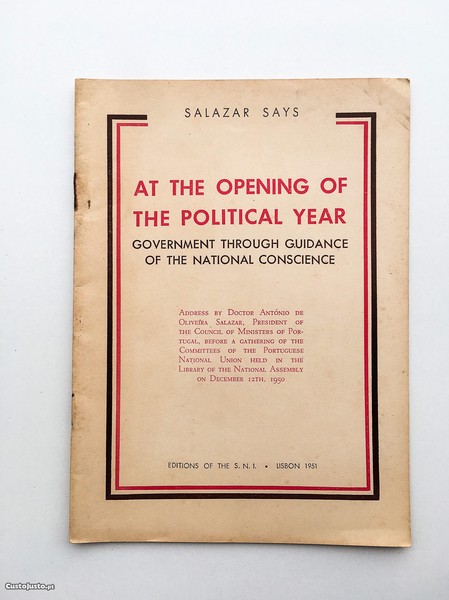 SALAZAR SAYS
AT THE OPENING OF
THE POLITICAL YEAR
GOVERNMENT THROUGH GUIDANCE
OF THE NATIONAL CONSCIENCE
ADDRESS BY DOCTOR ANTÓNIO DE
OLIVEIRA SALAZAR, PRESIDENT OF
THE COUNCIL OF MINISTERS OF POR-
TUGAL, BEFORE A GATHERING OF THE
COMMITTEES OF THE PORTUGUESE
NATIONAL UNION HELD IN THE
LIBRARY OF THE NATIONAL ASSEMBLY
ON DECEMBER 12TH, 1950
EDITIONS OF THE S. N. I. • LISBON 1951
CustoJusto.pt